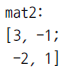 mat2:
[3, -1;
-2, 1]